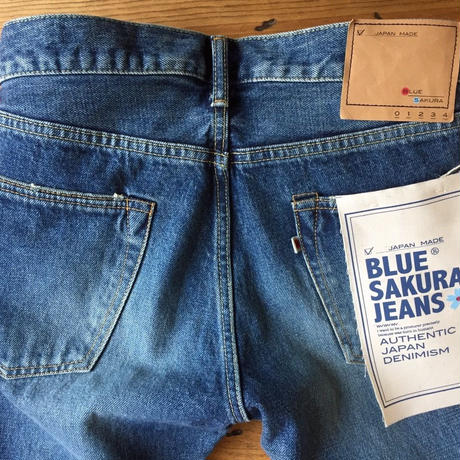 JAPAN MADE
BLUE
SAKURA
0 1 2 3 4
JAPAN MADE
BLUE®
SAKURA
JEANS
AUTHENTIC
JAPAN
DENIMISM